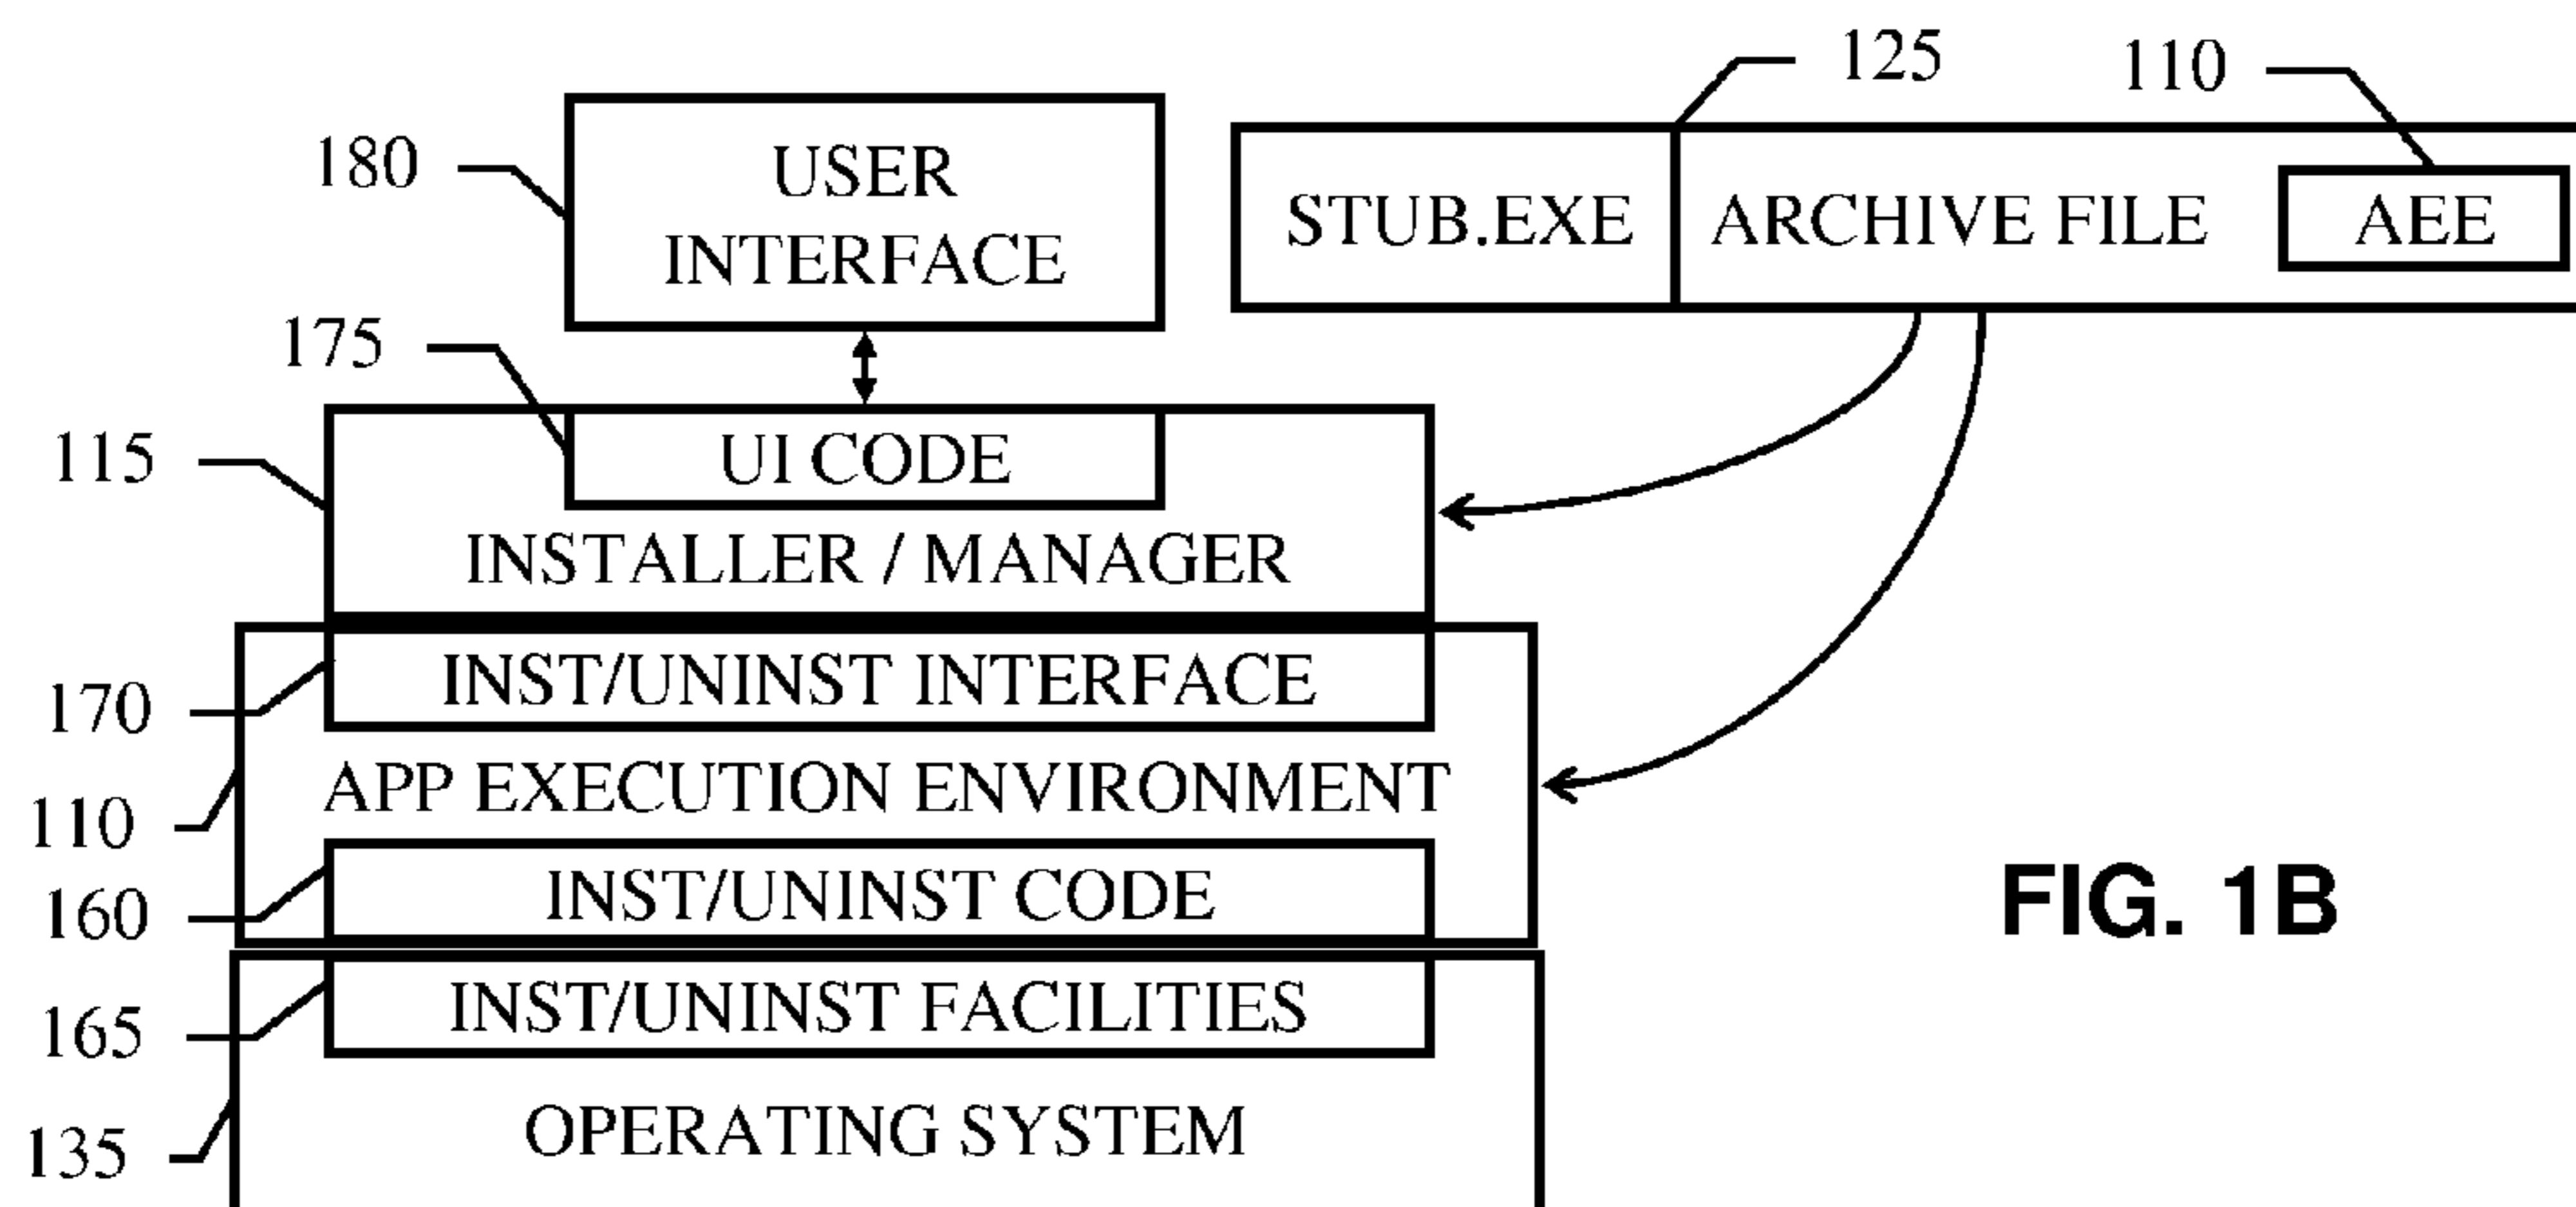 125
110
180
USER
INTERFACE
STUB.EXE
ARCHIVE FILE
AEE
175
115
UI CODE
INSTALLER / MANAGER
170
INST/UNINST INTERFACE
APP EXECUTION ENVIRONMENT
110
160
INST/UNINST CODE
FIG. 1B
165
INST/UNINST FACILITIES
135
OPERATING SYSTEM